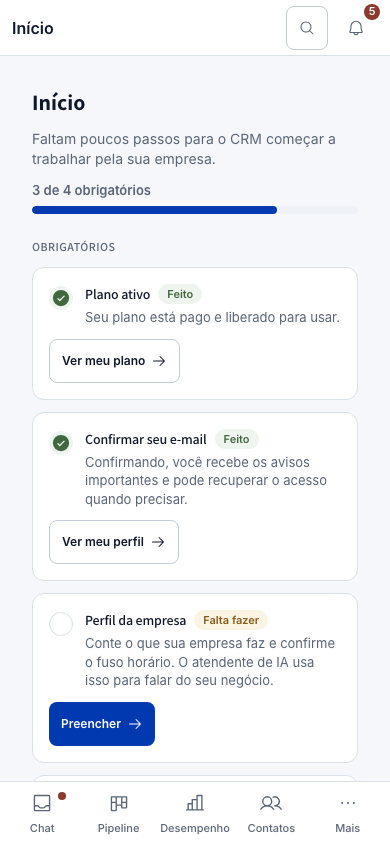 Início
5
Início
Faltam poucos passos para o CRM começar a
trabalhar pela sua empresa.
3 de 4 obrigatórios
OBRIGATÓRIOS
Plano ativo Feito
Seu plano está pago e liberado para usar.
Ver meu plano →
Confirmar seu e-mail Feito
Confirmando, você recebe os avisos
importantes e pode recuperar o acesso
quando precisar.
Ver meu perfil →
Perfil da empresa Falta fazer
Conte o que sua empresa faz e confirme
o fuso horário. O atendente de IA usa
isso para falar do seu negócio.
Preencher →
Chat Pipeline Desempenho Contatos Mais